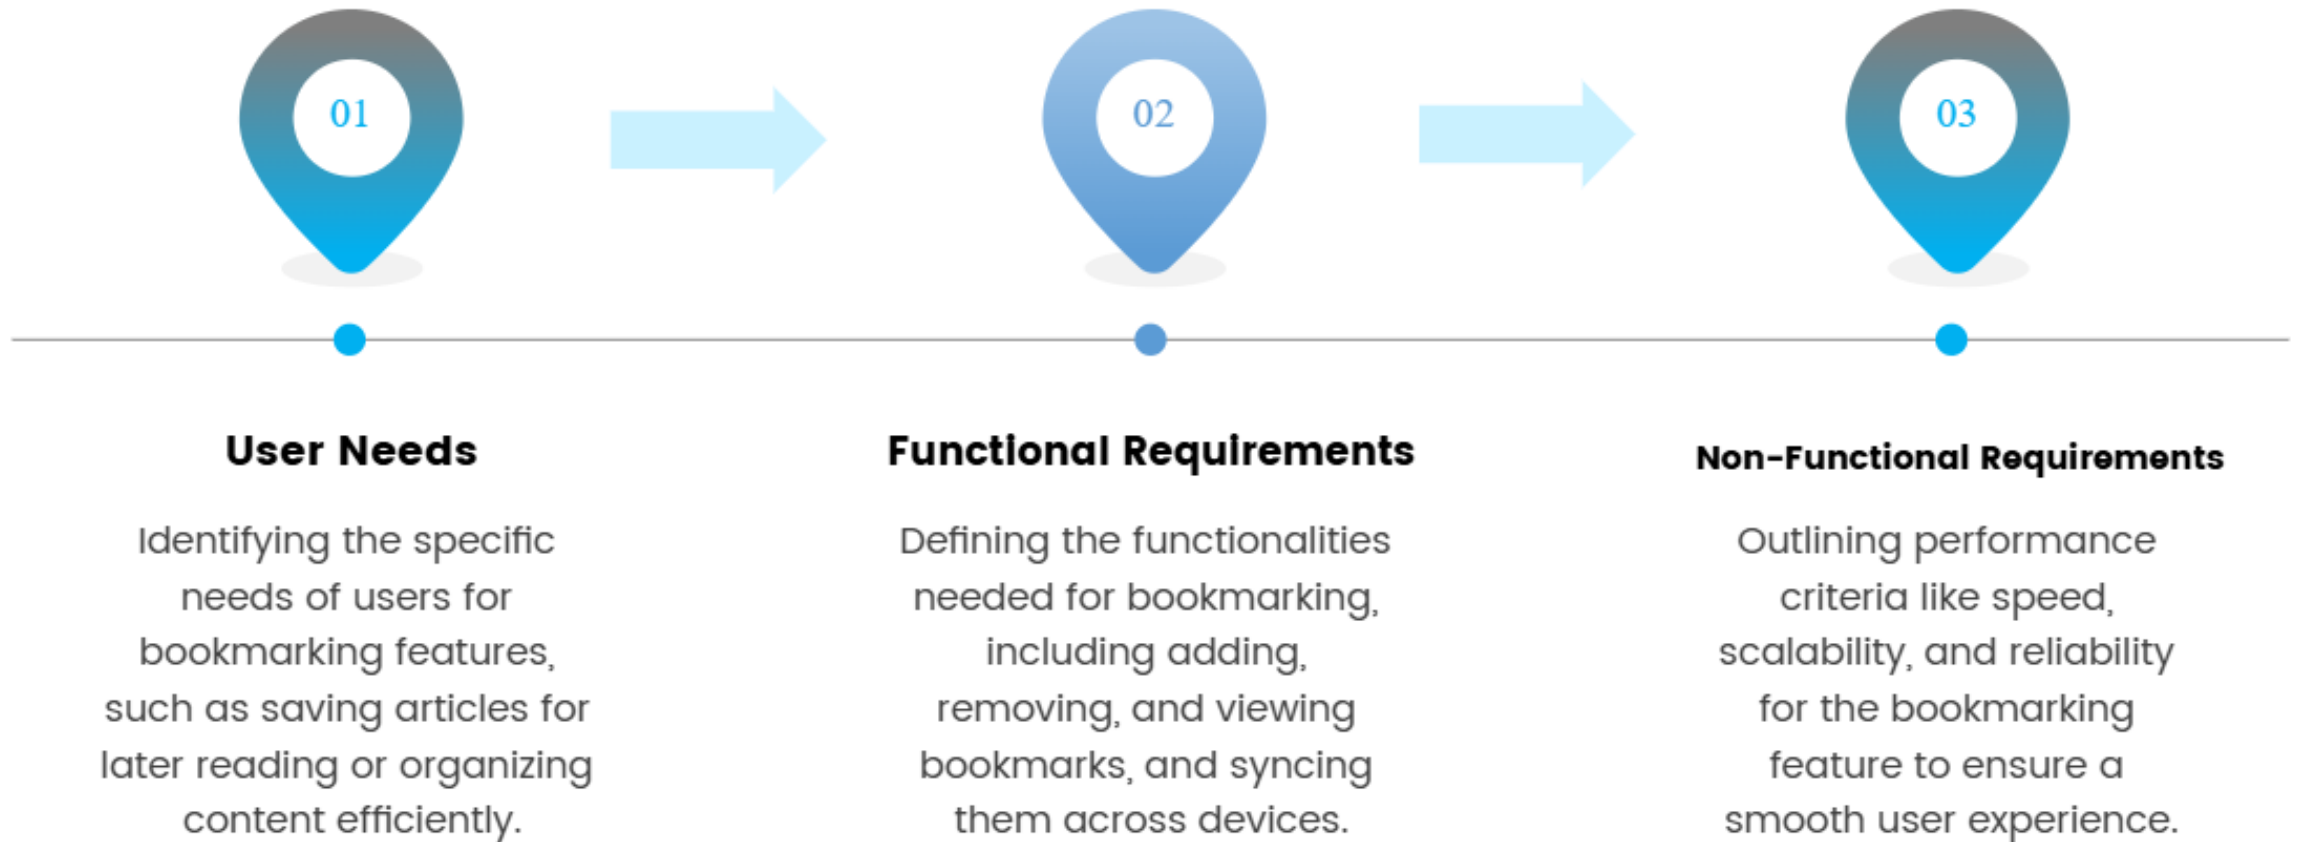 01
02
03
User Needs
Identifying the specific
needs of users for
bookmarking features,
such as saving articles for
later reading or organizing
content efficiently.
Functional Requirements
Defining the functionalities
needed for bookmarking,
including adding,
removing, and viewing
bookmarks, and syncing
them across devices.
Non-Functional Requirements
Outlining performance
criteria like speed,
scalability, and reliability
for the bookmarking
feature to ensure a
smooth user experience.